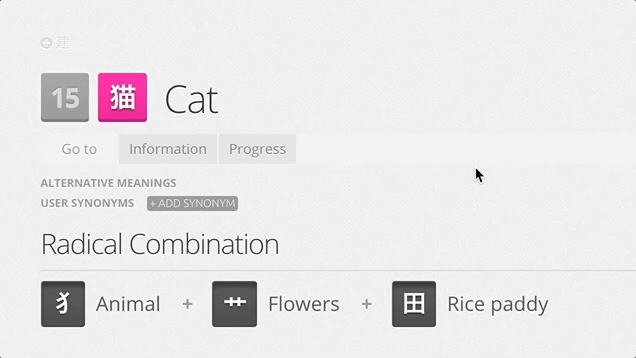 建
15 猫 Cat
Go to Information Progress
ALTERNATIVE MEANINGS
USER SYNONYMS + ADD SYNONYM
Radical Combination
犭 Animal + 艹 Flowers + 田 Rice paddy